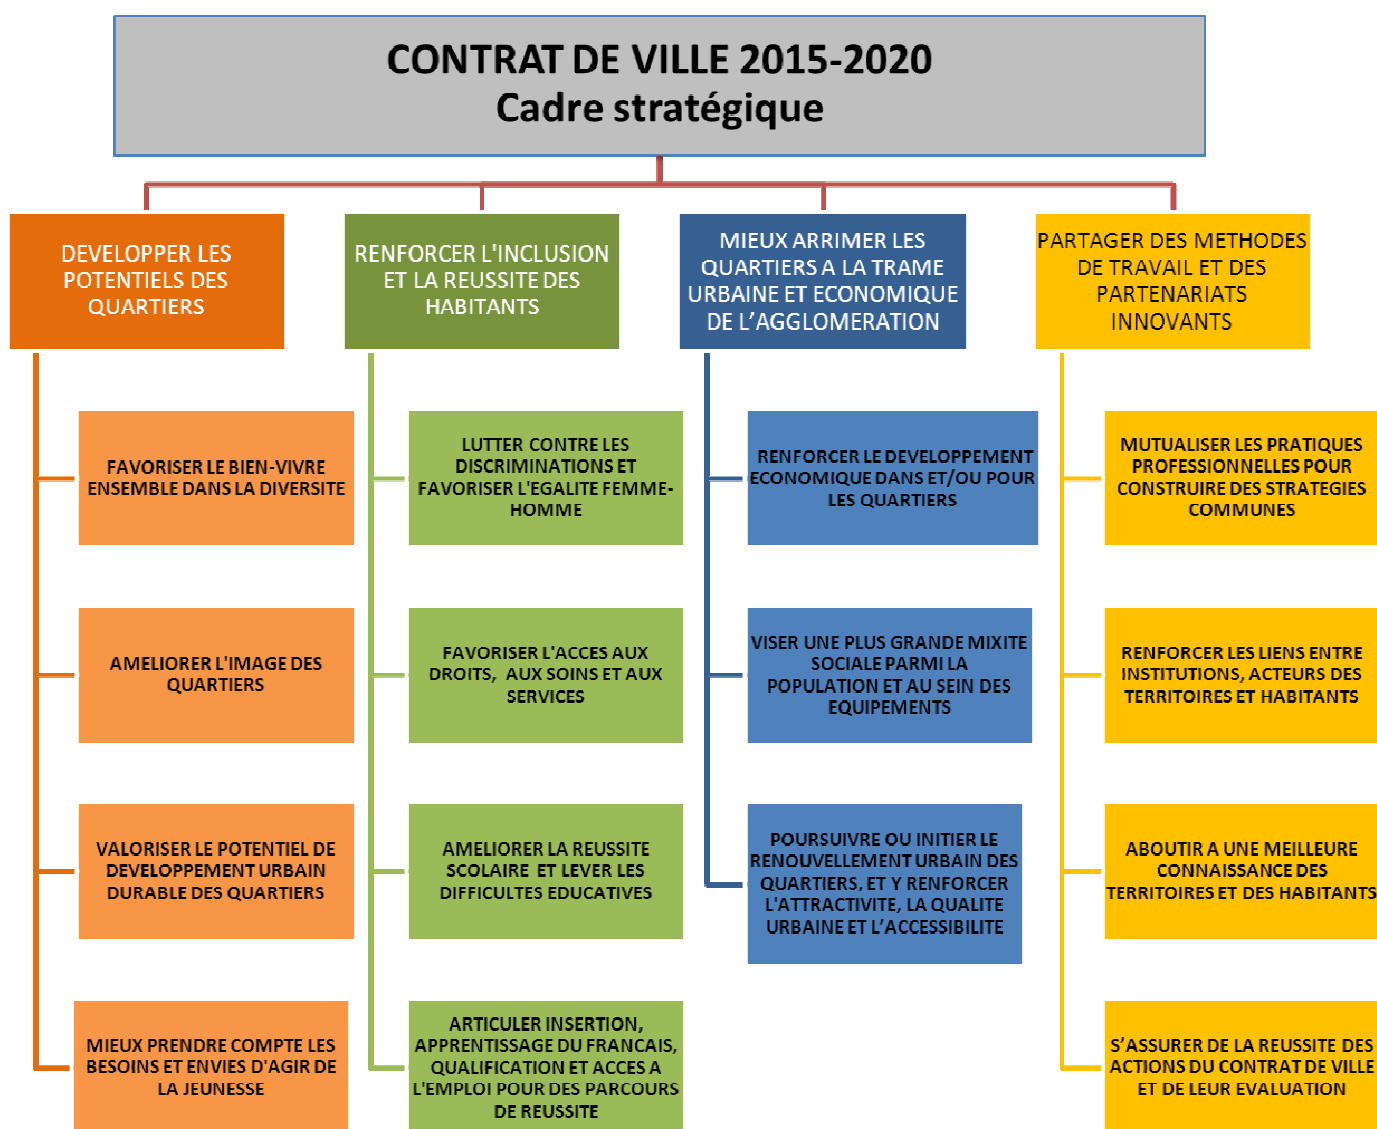 CONTRAT DE VILLE 2015-2020
Cadre stratégique
DEVELOPPER LES
POTENTIELS DES
QUARTIERS
FAVORISER LE BIEN-VIVRE
ENSEMBLE DANS LA DIVERSITE
AMELIORER L'IMAGE DES
QUARTIERS
VALORISER LE POTENTIEL DE
DEVELOPPEMENT URBAIN
DURABLE DES QUARTIERS
MIEUX PRENDRE COMPTE LES
BESOINS ET ENVIES D'AGIR DE
LA JEUNESSE
RENFORCER L'INCLUSION
ET LA REUSSITE DES
HABITANTS
LUTTER CONTRE LES
DISCRIMINATIONS ET
FAVORISER L'EGALITE FEMME-
HOMME
FAVORISER L'ACCES AUX
DROITS, AUX SOINS ET AUX
SERVICES
AMELIORER LA REUSSITE
SCOLAIRE ET LEVER LES
DIFFICULTES EDUCATIVES
ARTICULER INSERTION,
APPRENTISSAGE DU FRANCAIS,
QUALIFICATION ET ACCES A
L'EMPLOI POUR DES PARCOURS
DE REUSSITE
MIEUX ARRIMER LES
QUARTIERS A LA TRAME
URBAINE ET ECONOMIQUE
DE L’AGGLOMERATION
RENFORCER LE DEVELOPPEMENT
ECONOMIQUE DANS ET/OU POUR
LES QUARTIERS
VISER UNE PLUS GRANDE MIXITE
SOCIALE PARMI LA
POPULATION ET AU SEIN DES
EQUIPEMENTS
POURSUIVRE OU INITIER LE
RENOUVELLEMENT URBAIN DES
QUARTIERS, ET Y RENFORCER
L'ATTRACTIVITE, LA QUALITE
URBAINE ET L’ACCESSIBILITE
PARTAGER DES METHODES
DE TRAVAIL ET DES
PARTENARIATS
INNOVANTS
MUTUALISER LES PRATIQUES
PROFESSIONNELLES POUR
CONSTRUIRE DES STRATEGIES
COMMUNES
RENFORCER LES LIENS ENTRE
INSTITUTIONS, ACTEURS DES
TERRITOIRES ET HABITANTS
ABOUTIR A UNE MEILLEURE
CONNAISSANCE DES
TERRITOIRES ET DES HABITANTS
S’ASSURER DE LA REUSSITE DES
ACTIONS DU CONTRAT DE VILLE
ET DE LEUR EVALUATION